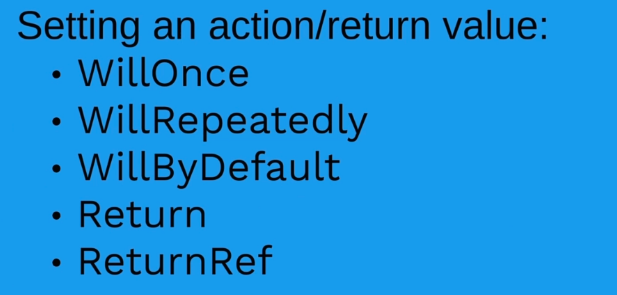 Setting an action/return value:
• WillOnce
• WillRepeatedly
• WillByDefault
• Return
• ReturnRef